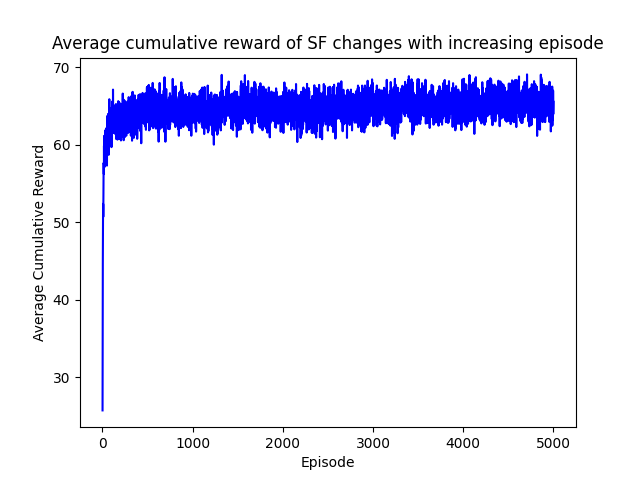 Average cumulative reward of SF changes with increasing episode
70
60
50
40
30
Average Cumulative Reward
0 1000 2000 3000 4000 5000
Episode